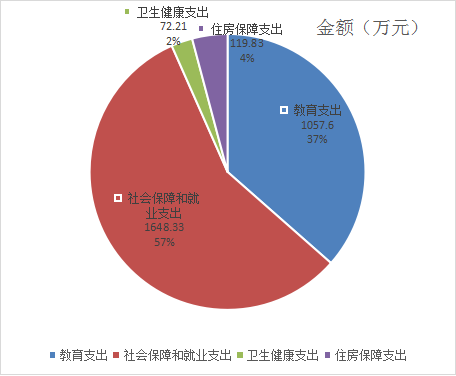 金额（万元）
卫生健康支出
72.21
2%
住房保障支出
119.83
4%
教育支出
1057.6
37%
社会保障和就
业支出
1648.33
57%
教育支出 社会保障和就业支出 卫生健康支出 住房保障支出